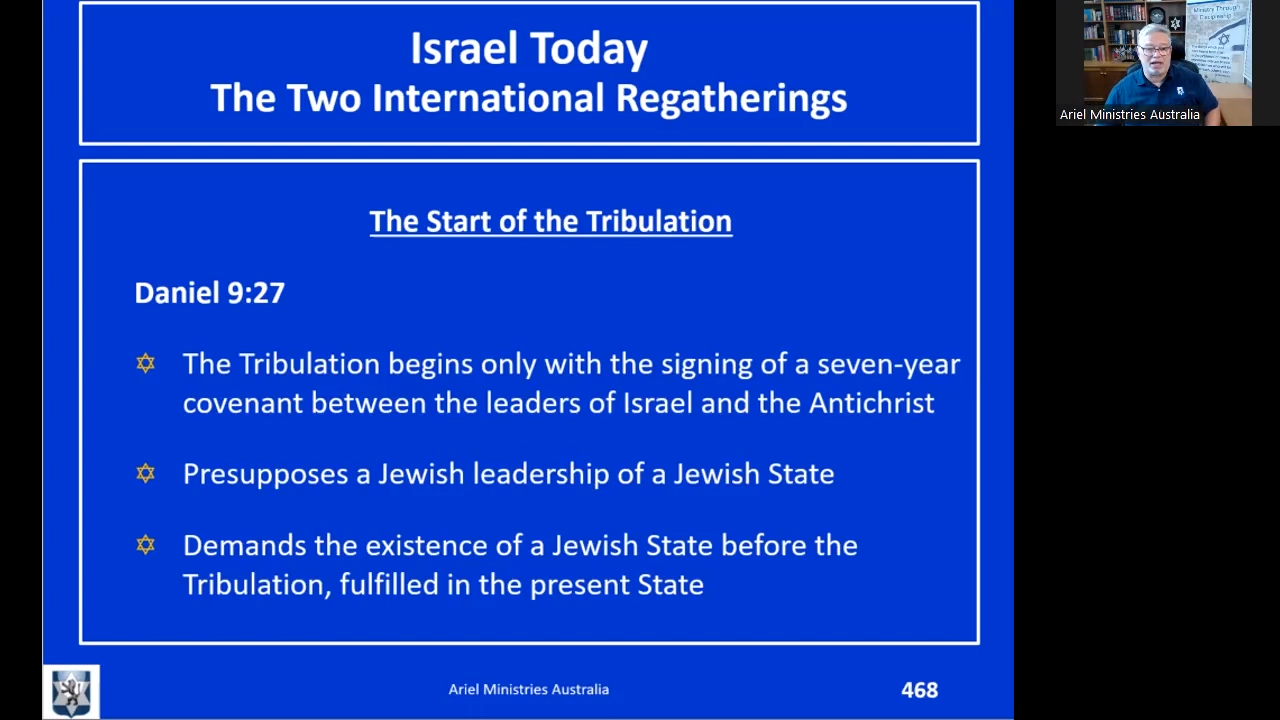 Israel Today
The Two International Regatherings
The Start of the Tribulation
Daniel 9:27
The Tribulation begins only with the signing of a seven-year
covenant between the leaders of Israel and the Antichrist
Presupposes a Jewish leadership of a Jewish State
Demands the existence of a Jewish State before the
Tribulation, fulfilled in the present State
Ariel Ministries Australia
468
Ministry Through
Discipleship
Ariel Ministries Australia